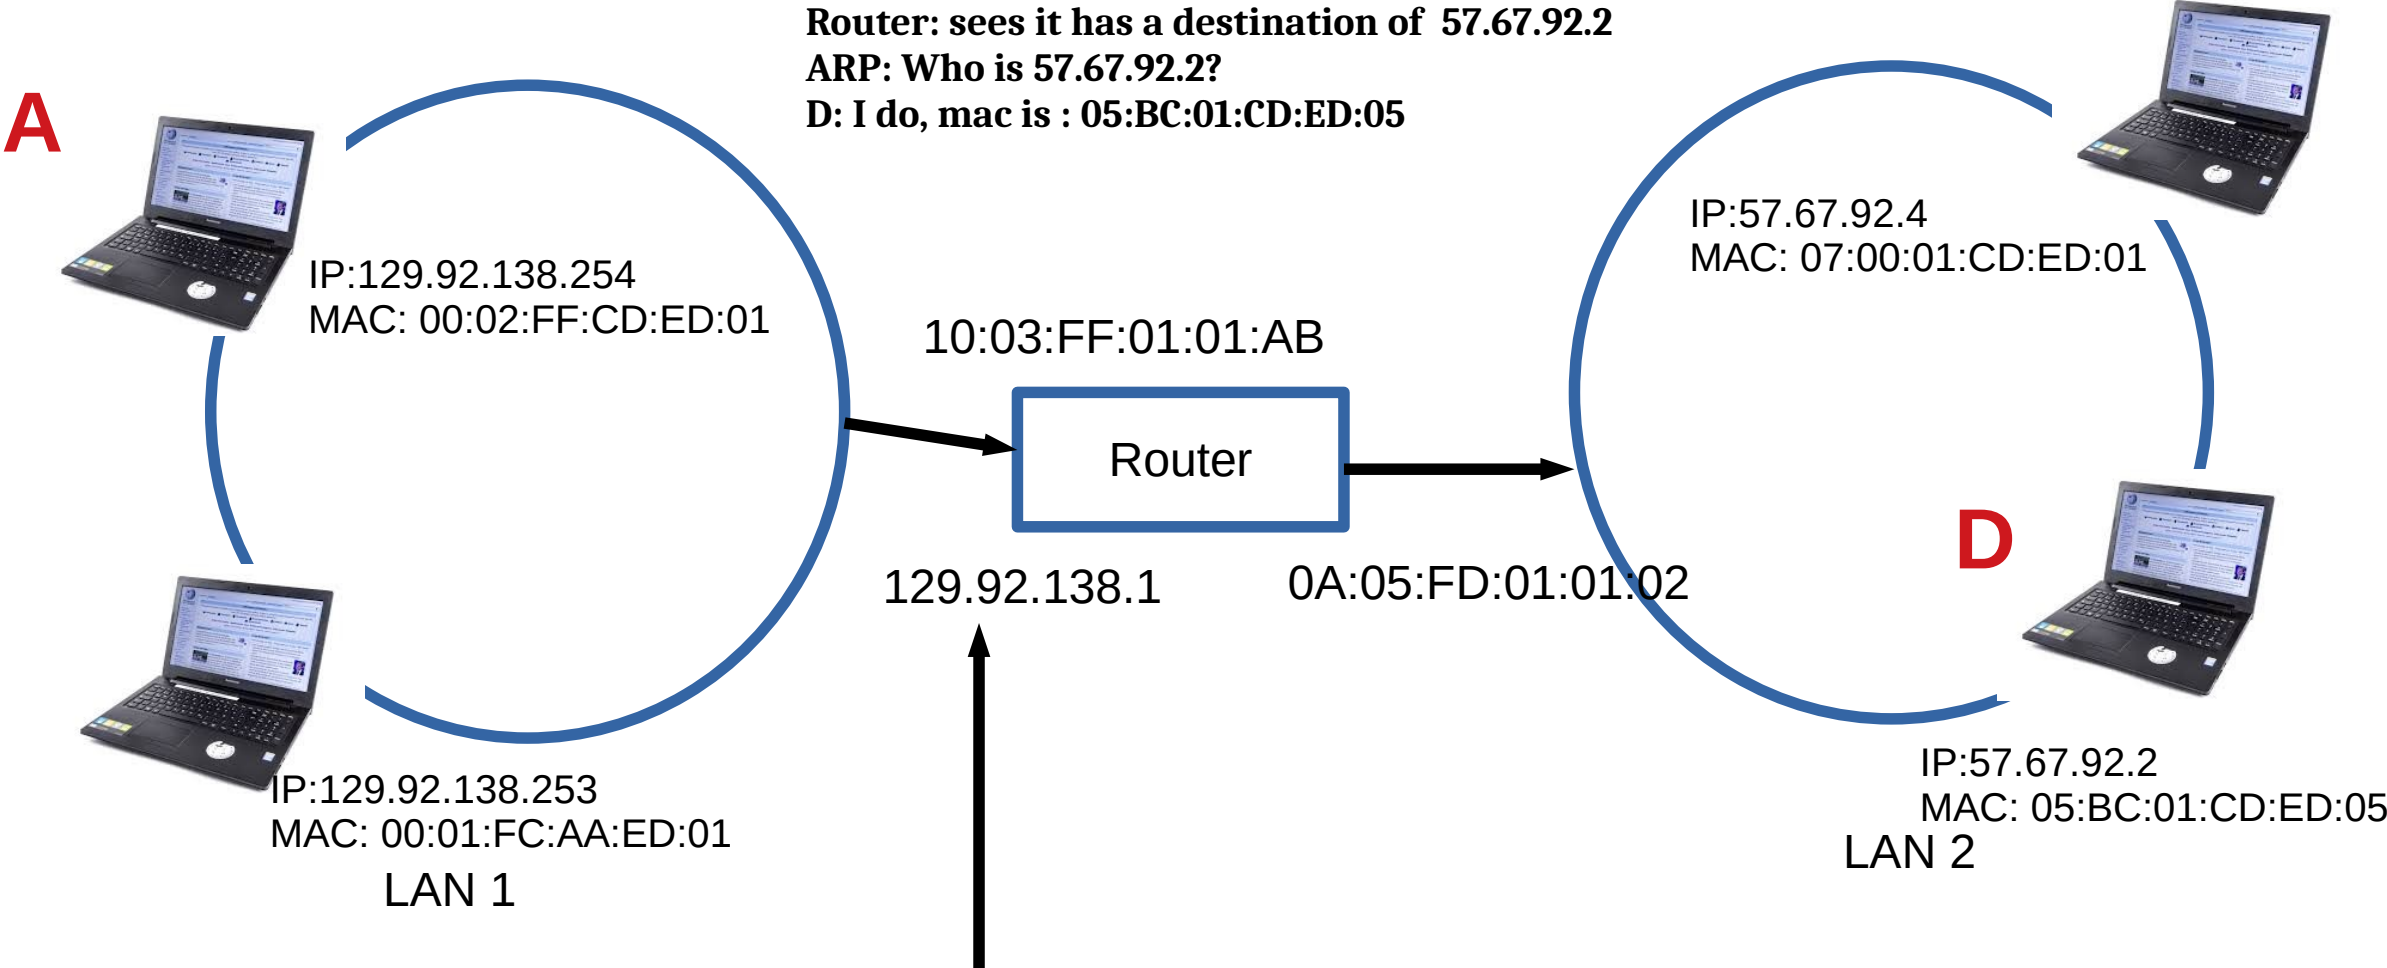 Router: sees it has a destination of  57.67.92.2
ARP: Who is 57.67.92.2?
D: I do, mac is : 05:BC:01:CD:ED:05
A
IP:129.92.138.254
MAC: 00:02:FF:CD:ED:01
IP:57.67.92.4
MAC: 07:00:01:CD:ED:01
10:03:FF:01:01:AB
Router
129.92.138.1
0A:05:FD:01:01:02
D
IP:129.92.138.253
MAC: 00:01:FC:AA:ED:01
LAN 1
IP:57.67.92.2
MAC: 05:BC:01:CD:ED:05
LAN 2